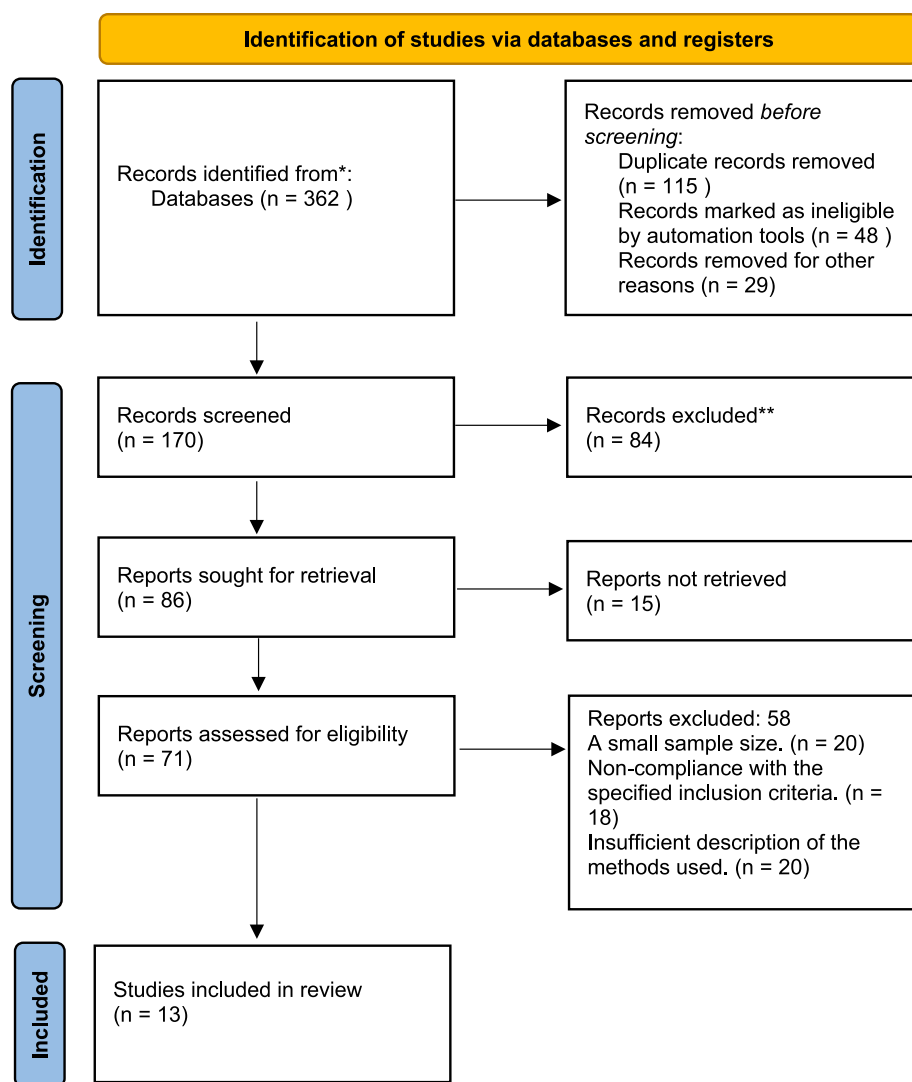 Identification of studies via databases and registers
Identification
Records identified from*:
Databases (n = 362 )
Records removed before
screening:
Duplicate records removed
(n = 115 )
Records marked as ineligible
by automation tools (n = 48 )
Records removed for other
reasons (n = 29)
Screening
Records screened
(n = 170)
Records excluded**
(n = 84)
Reports sought for retrieval
(n = 86)
Reports not retrieved
(n = 15)
Reports assessed for eligibility
(n = 71)
Reports excluded: 58
A small sample size. (n = 20)
Non-compliance with the
specified inclusion criteria. (n =
18)
Insufficient description of the
methods used. (n = 20)
Included
Studies included in review
(n = 13)